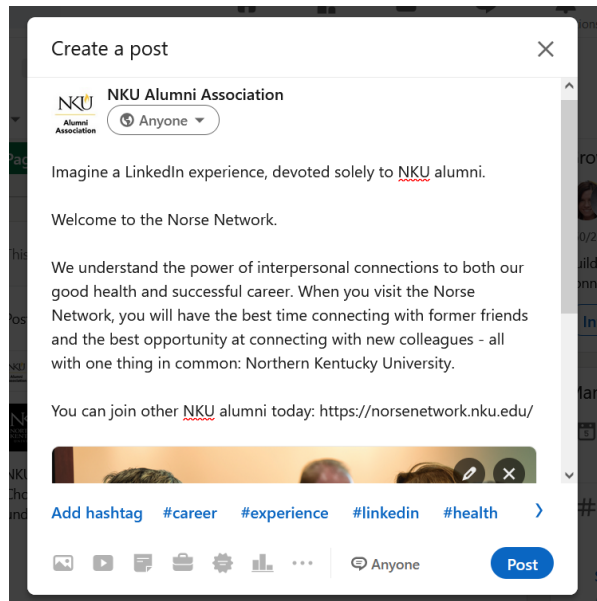 Create a post
NKU
Alumni
Association
NKU Alumni Association
Anyone
Imagine a LinkedIn experience, devoted solely to NKU alumni.
Welcome to the Norse Network.
We understand the power of interpersonal connections to both our
good health and successful career. When you visit the Norse
Network, you will have the best time connecting with former friends
and the best opportunity at connecting with new colleagues - all
with one thing in common: Northern Kentucky University.
You can join other NKU alumni today: https://norsenetwork.nku.edu/
Add hashtag #career #experience #linkedin #health
Anyone
Post